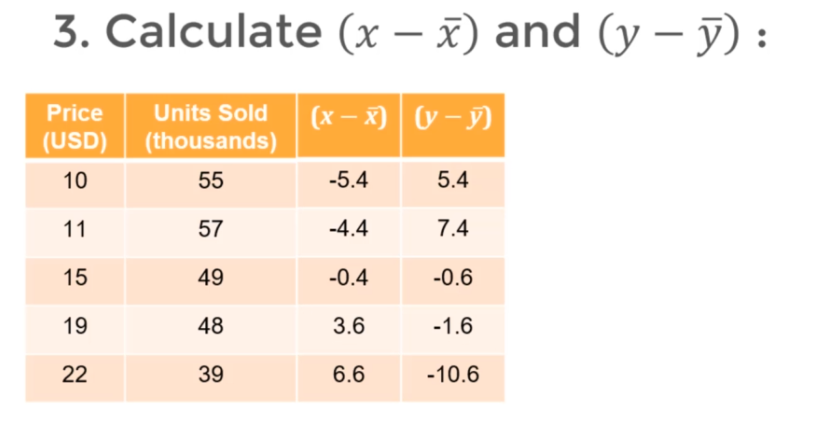 3. Calculate (x − x̄) and (y − ȳ) :
Price (USD) Units Sold (thousands) (x − x̄) (y − ȳ)
10 55 -5.4 5.4
11 57 -4.4 7.4
15 49 -0.4 -0.6
19 48 3.6 -1.6
22 39 6.6 -10.6